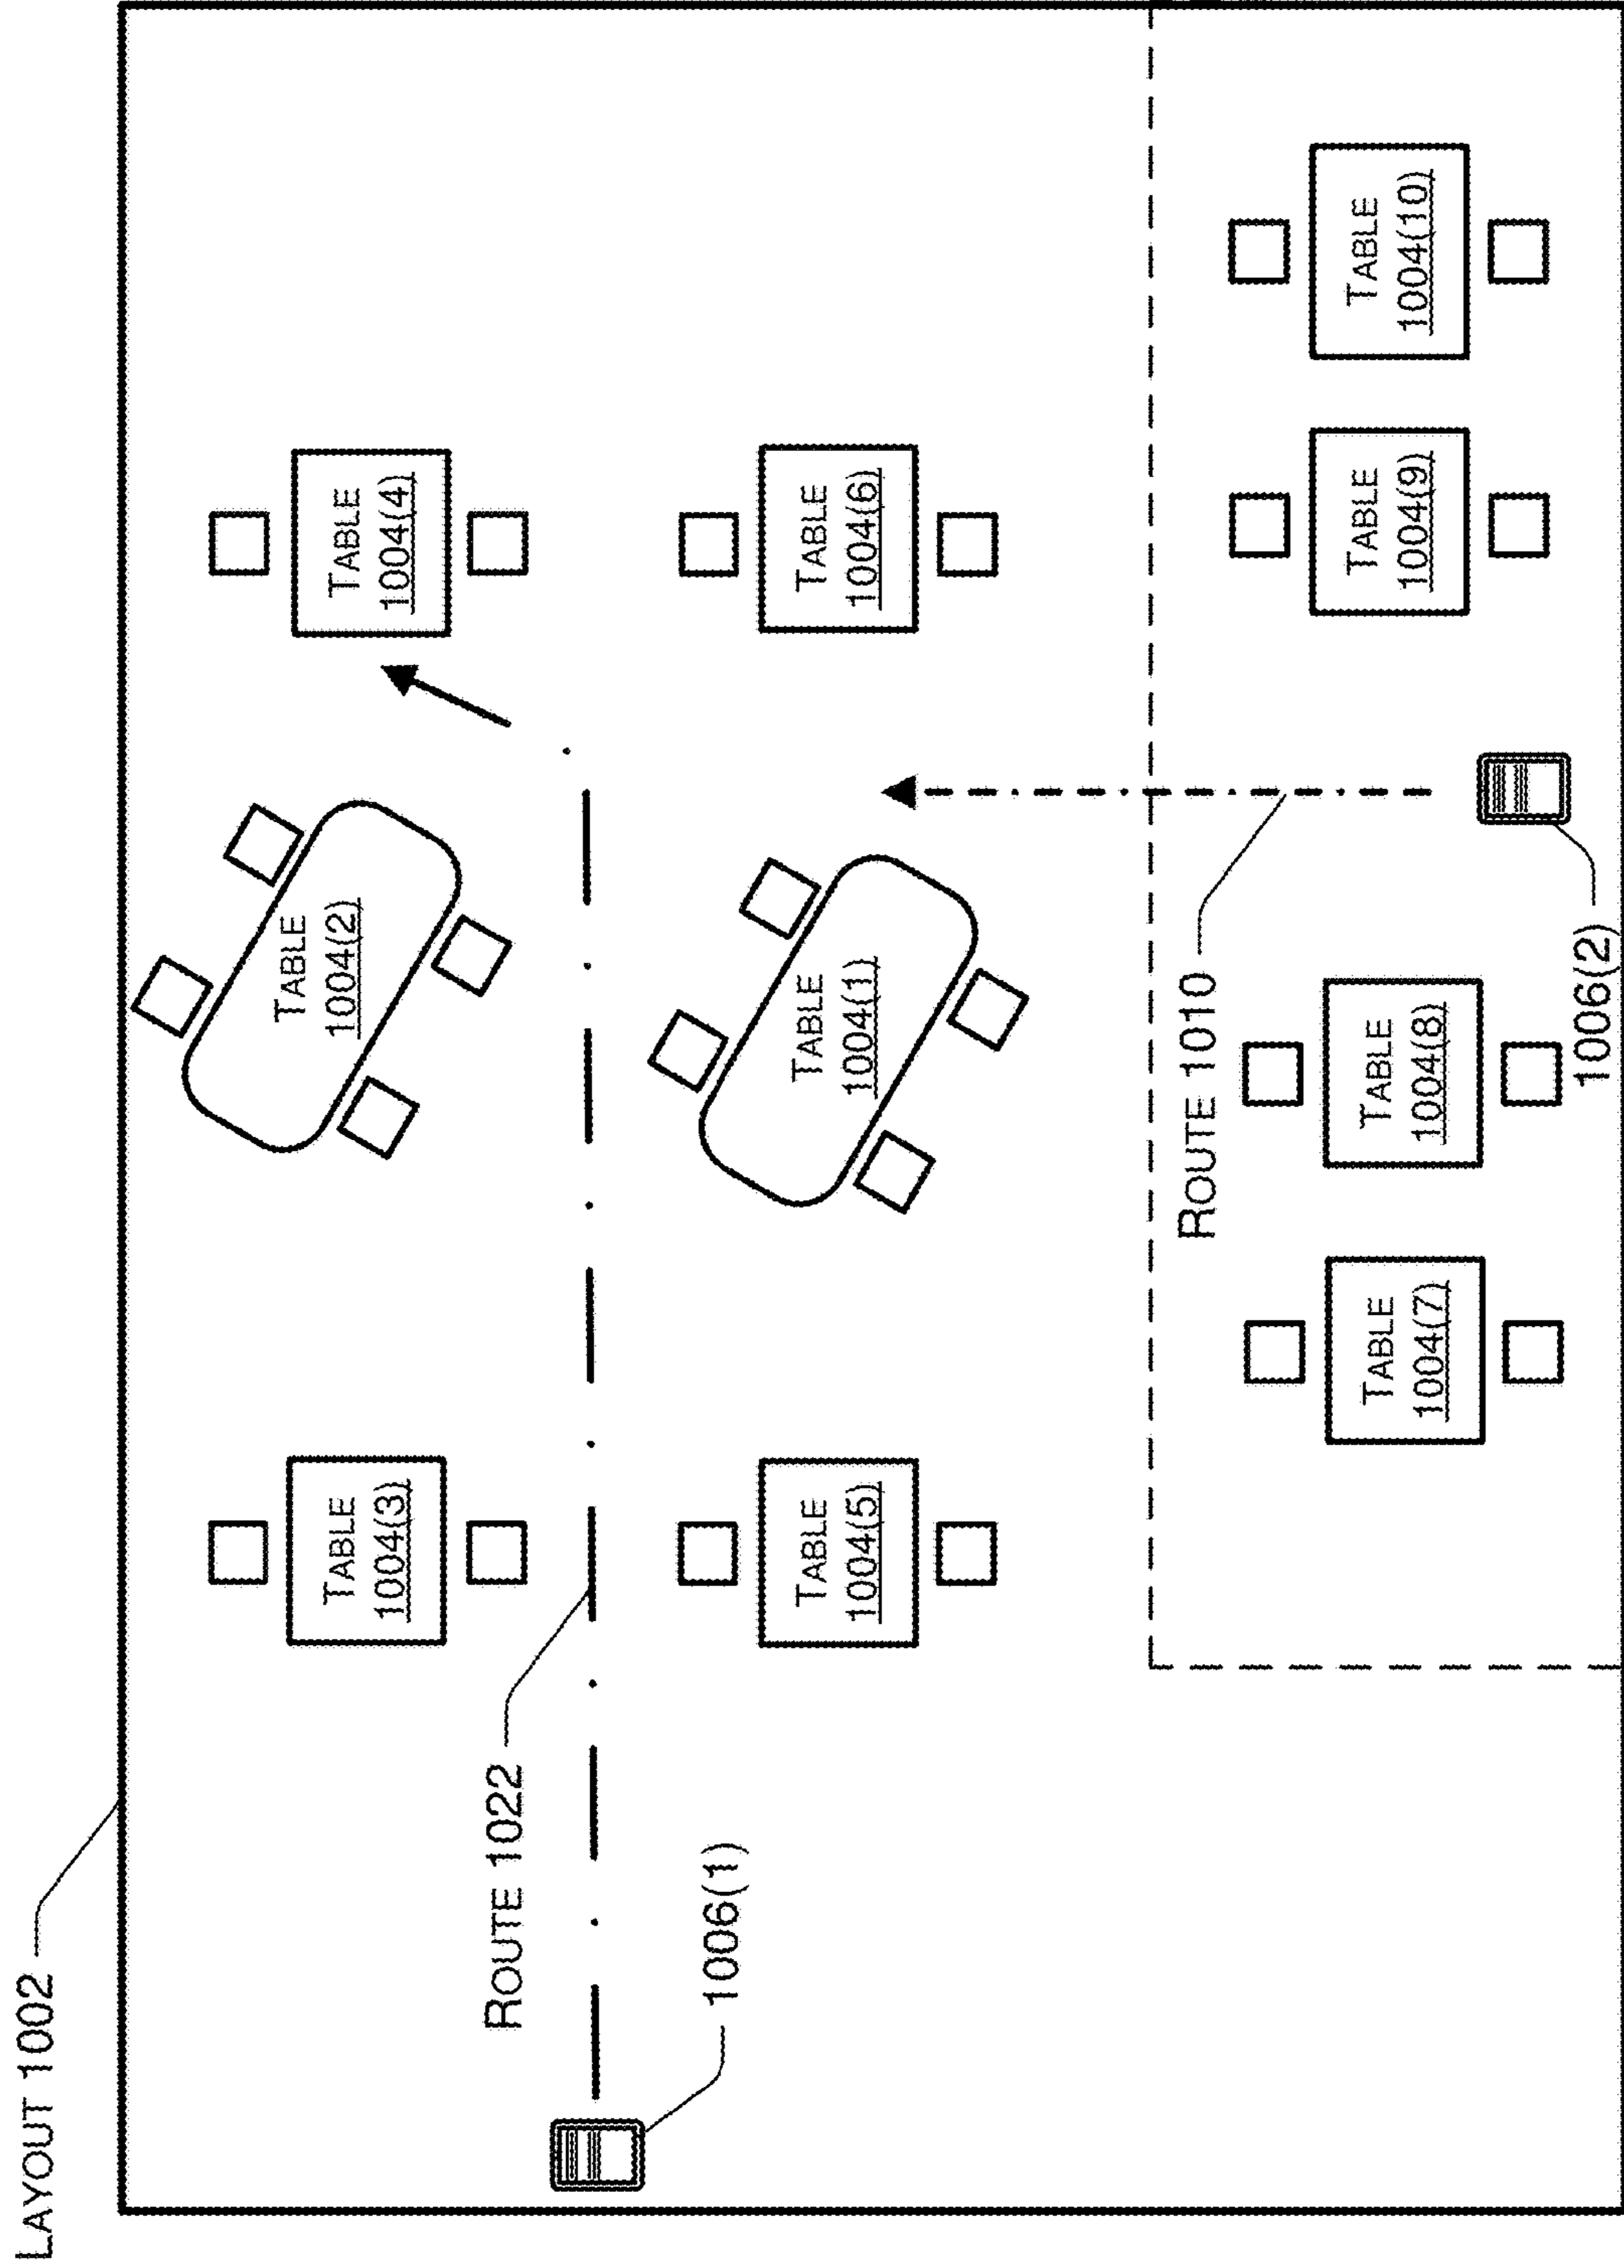 LAYOUT 1002
TABLE
1004(2)
TABLE
1004(3)
TABLE
1004(4)
ROUTE 1022
1006(1)
TABLE
1004(1)
TABLE
1004(5)
TABLE
1004(6)
ROUTE 1010
TABLE
1004(7)
TABLE
1004(8)
TABLE
1004(9)
TABLE
1004(10)
1006(2)